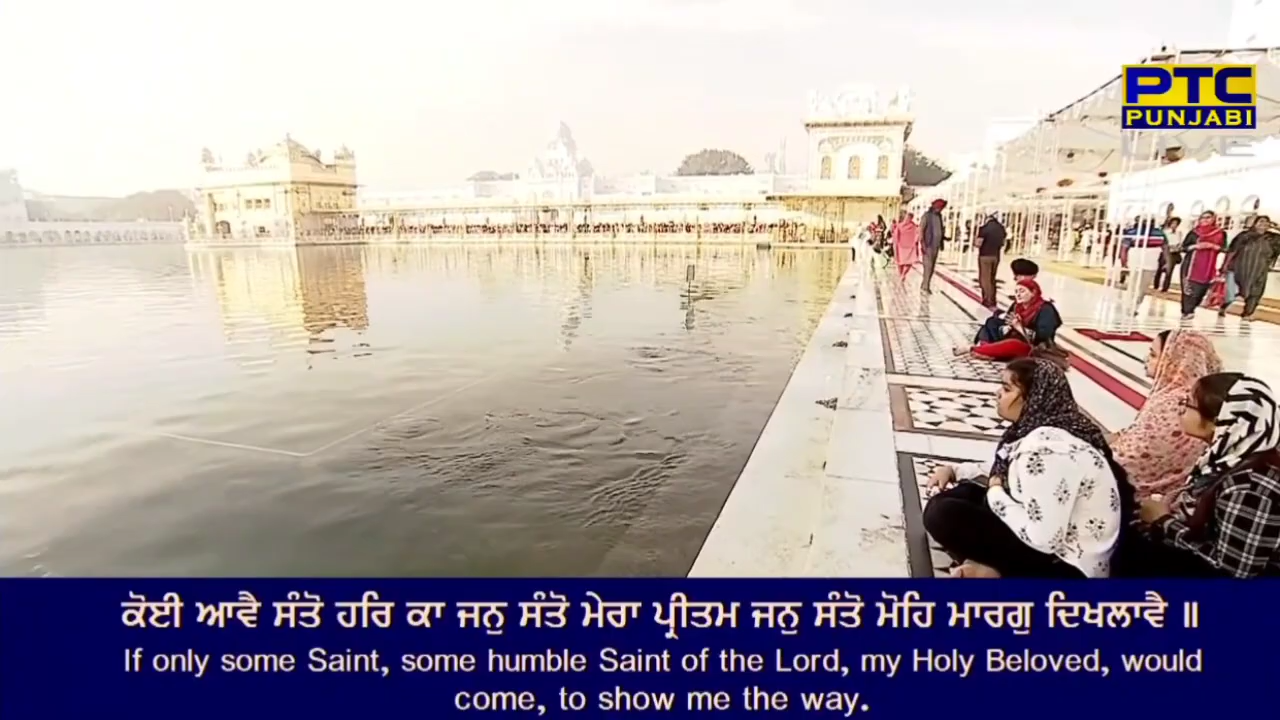 PTC
PUNJABI
LIVE
ਕੋਈ ਆਵੈ ਸੰਤੋ ਹਰਿ ਕਾ ਜਨੁ ਸੰਤੋ ਮੇਰਾ ਪ੍ਰੀਤਮ ਜਨੁ ਸੰਤੋ ਮੋਹਿ ਮਾਰਗੁ ਦਿਖਲਾਵੈ ॥
If only some Saint, some humble Saint of the Lord, my Holy Beloved, would
come, to show me the way.